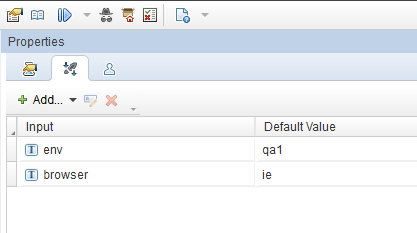 Properties
Add...
Input Default Value
env qa1
browser ie